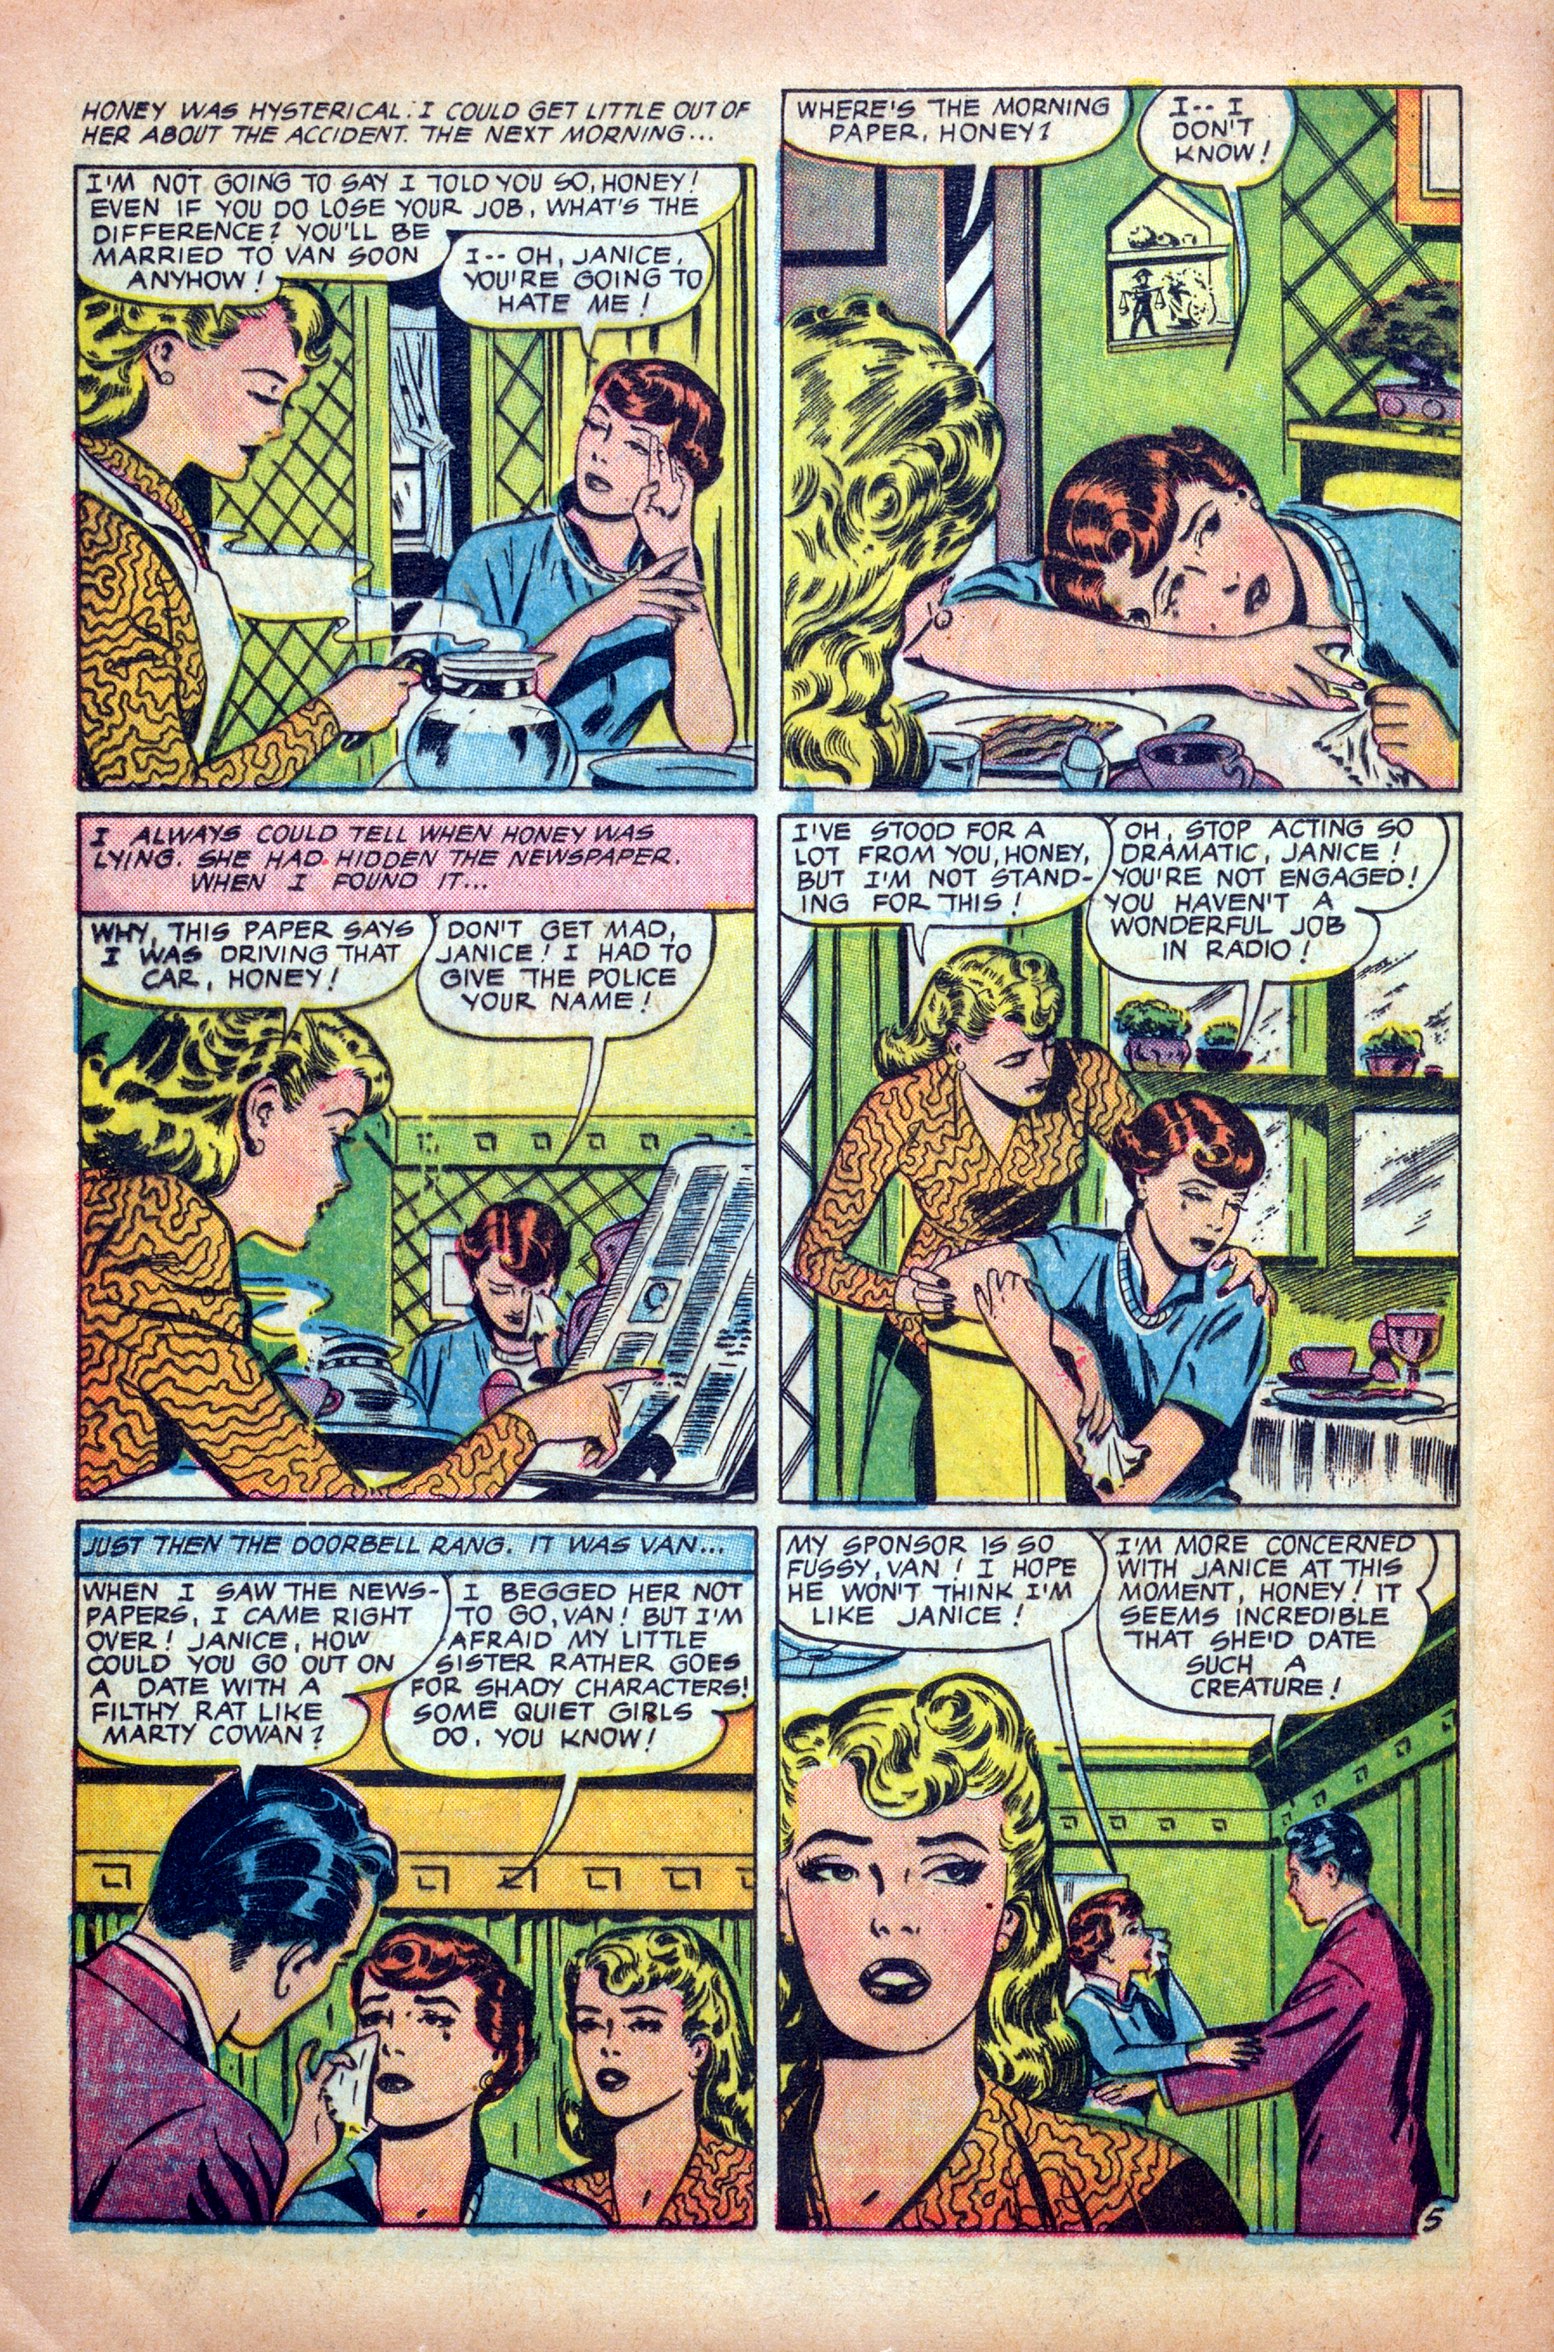 HONEY WAS HYSTERICAL. I COULD GET LITTLE OUT OF
HER ABOUT THE ACCIDENT. THE NEXT MORNING...
I'M NOT GOING TO SAY I TOLD YOU SO, HONEY!
EVEN IF YOU DO LOSE YOUR JOB, WHAT'S THE
DIFFERENCE? YOU'LL BE
MARRIED TO VAN SOON
ANYHOW!
I-- OH, JANICE,
YOU'RE GOING TO
HATE ME!
WHERE'S THE MORNING
PAPER, HONEY?
I-- I
DON'T
KNOW!
I ALWAYS COULD TELL WHEN HONEY WAS
LYING. SHE HAD HIDDEN THE NEWSPAPER.
WHEN I FOUND IT...
WHY, THIS PAPER SAYS
I WAS DRIVING THAT
CAR, HONEY!
DON'T GET MAD,
JANICE! I HAD TO
GIVE THE POLICE
YOUR NAME!
I'VE STOOD FOR A
LOT FROM YOU, HONEY,
BUT I'M NOT STAND-
ING FOR THIS!
OH, STOP ACTING SO
DRAMATIC, JANICE!
YOU'RE NOT ENGAGED!
YOU HAVEN'T A
WONDERFUL JOB
IN RADIO!
JUST THEN THE DOORBELL RANG. IT WAS VAN...
WHEN I SAW THE NEWS-
PAPERS, I CAME RIGHT
OVER! JANICE, HOW
COULD YOU GO OUT ON
A DATE WITH A
FILTHY RAT LIKE
MARTY COWAN?
I BEGGED HER NOT
TO GO, VAN! BUT I'M
AFRAID MY LITTLE
SISTER RATHER GOES
FOR SHADY CHARACTERS!
SOME QUIET GIRLS
DO, YOU KNOW!
MY SPONSOR IS SO
FUSSY, VAN! I HOPE
HE WON'T THINK I'M
LIKE JANICE!
I'M MORE CONCERNED
WITH JANICE AT THIS
MOMENT, HONEY! IT
SEEMS INCREDIBLE
THAT SHE'D DATE
SUCH A
CREATURE!
5